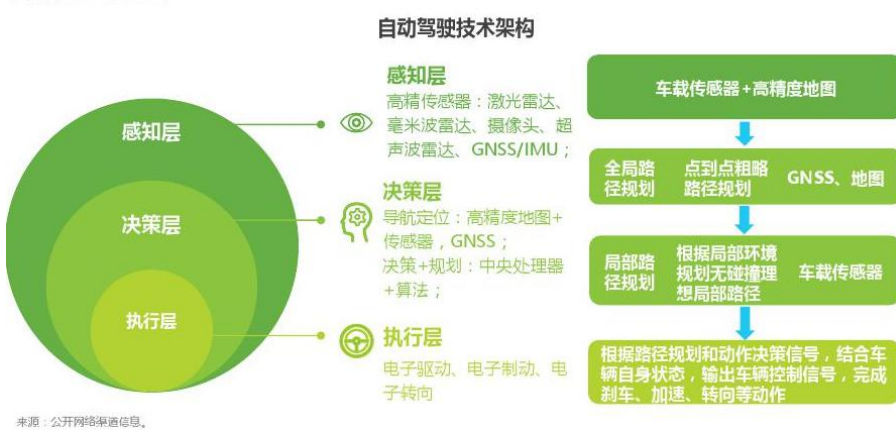 自动驾驶技术架构
感知层
决策层
执行层
感知层
高精传感器：激光雷达、
毫米波雷达、摄像头、超
声波雷达、GNSS/IMU；
决策层
导航定位：高精度地图+
传感器，GNSS；
决策+规划：中央处理器
+算法；
执行层
电子驱动、电子制动、电
子转向
车载传感器+高精度地图
全局路
径规划
点到点粗略
路径规划
GNSS、地图
局部路
径规划
根据局部环境
规划无碰撞理
想局部路径
车载传感器
根据路径规划和动作决策信号，结合车
辆自身状态，输出车辆控制信号，完成
刹车、加速、转向等动作
来源：公开网络渠道信息。